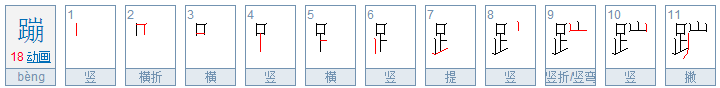 蹦
18 动画
bèng
1 2 3 4 5 6 7 8 9 10 11
竖 横折 横 竖 横 竖 提 竖 竖折/竖弯 竖 撇